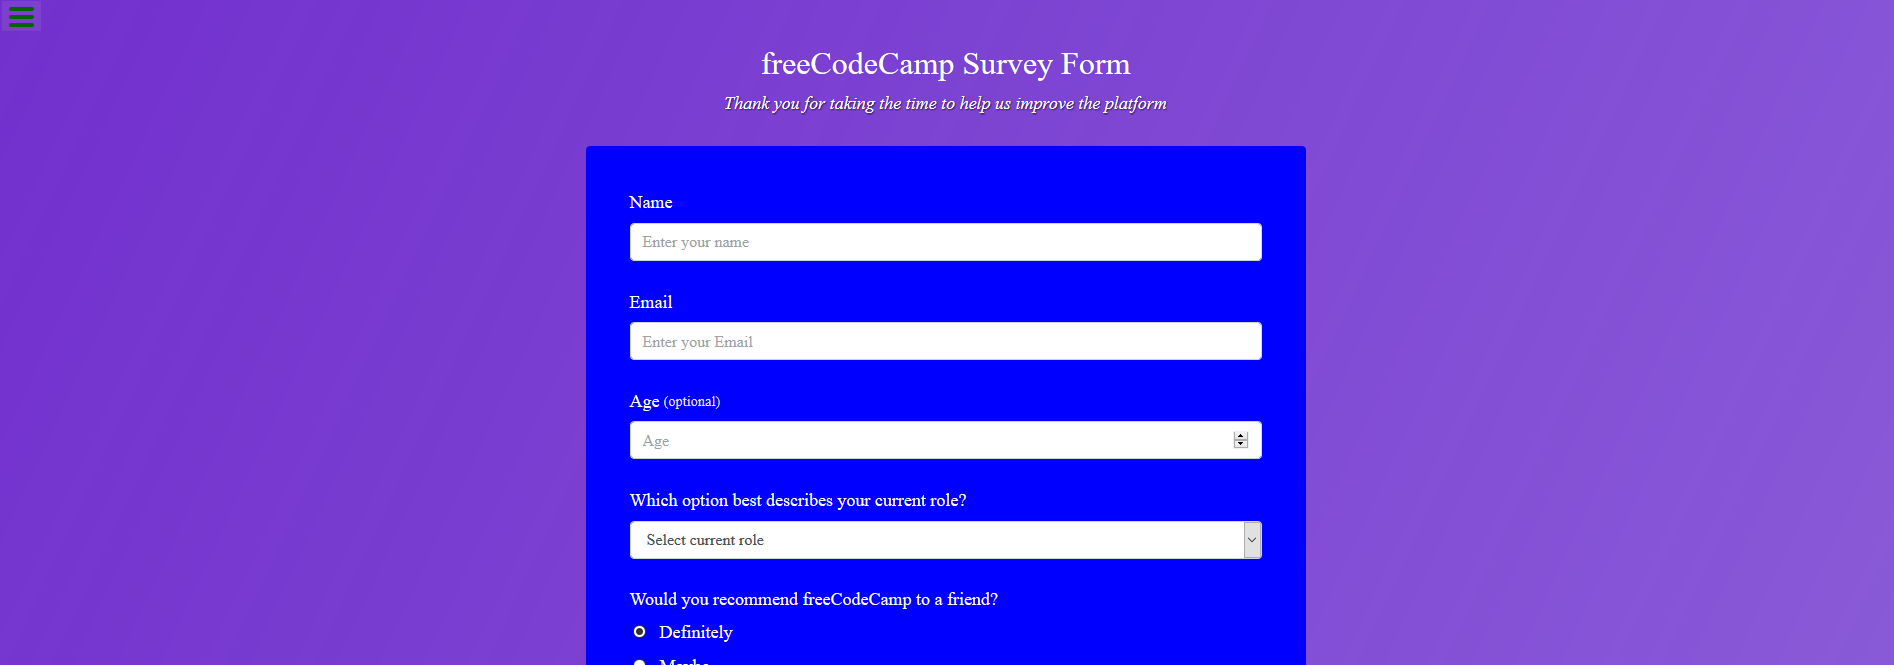 freeCodeCamp Survey Form
Thank you for taking the time to help us improve the platform
Name
Enter your name
Email
Enter your Email
Age (optional)
Age
Which option best describes your current role?
Select current role
Would you recommend freeCodeCamp to a friend?
Definitely